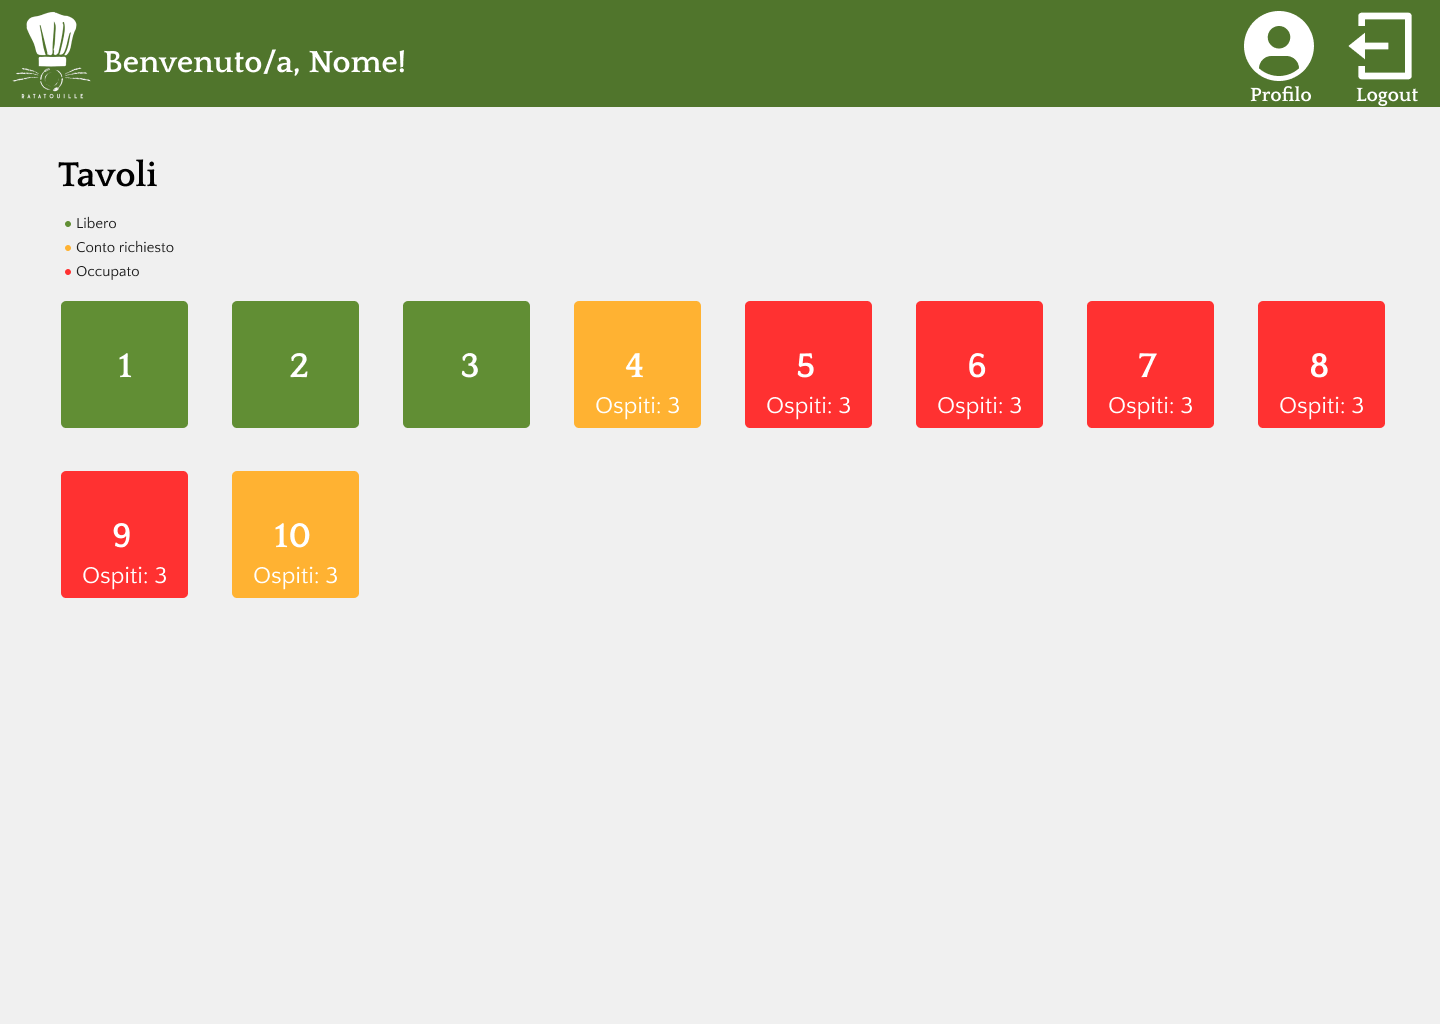 RATATOUILLE
Benvenuto/a, Nome!
Profilo
Logout
Tavoli
Libero
Conto richiesto
Occupato
1
2
3
4
Ospiti: 3
5
Ospiti: 3
6
Ospiti: 3
7
Ospiti: 3
8
Ospiti: 3
9
Ospiti: 3
10
Ospiti: 3